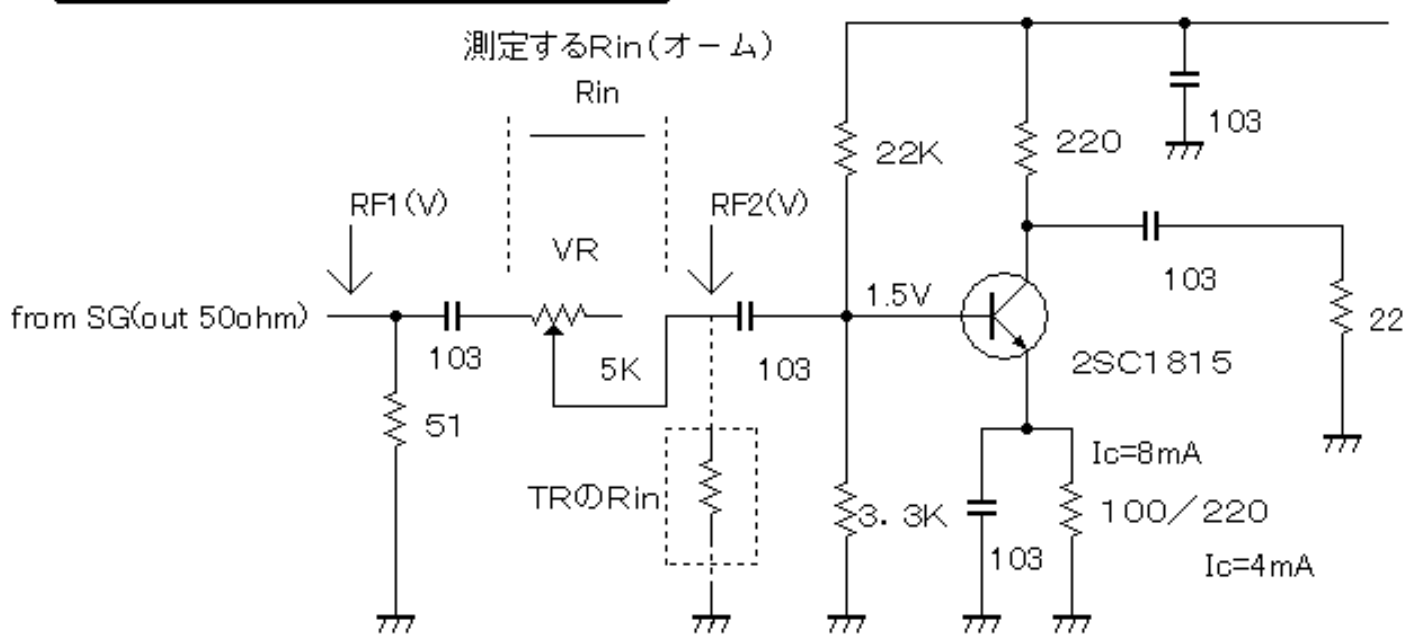 測定するRin(オーム)
Rin
103
22K
220
RF1(V)
RF2(V)
VR
1.5V
103
from SG(out 50ohm)
103
5K
103
2SC1815
22
51
Ic=8mA
TRのRin
3．3K
103
100／220
Ic=4mA